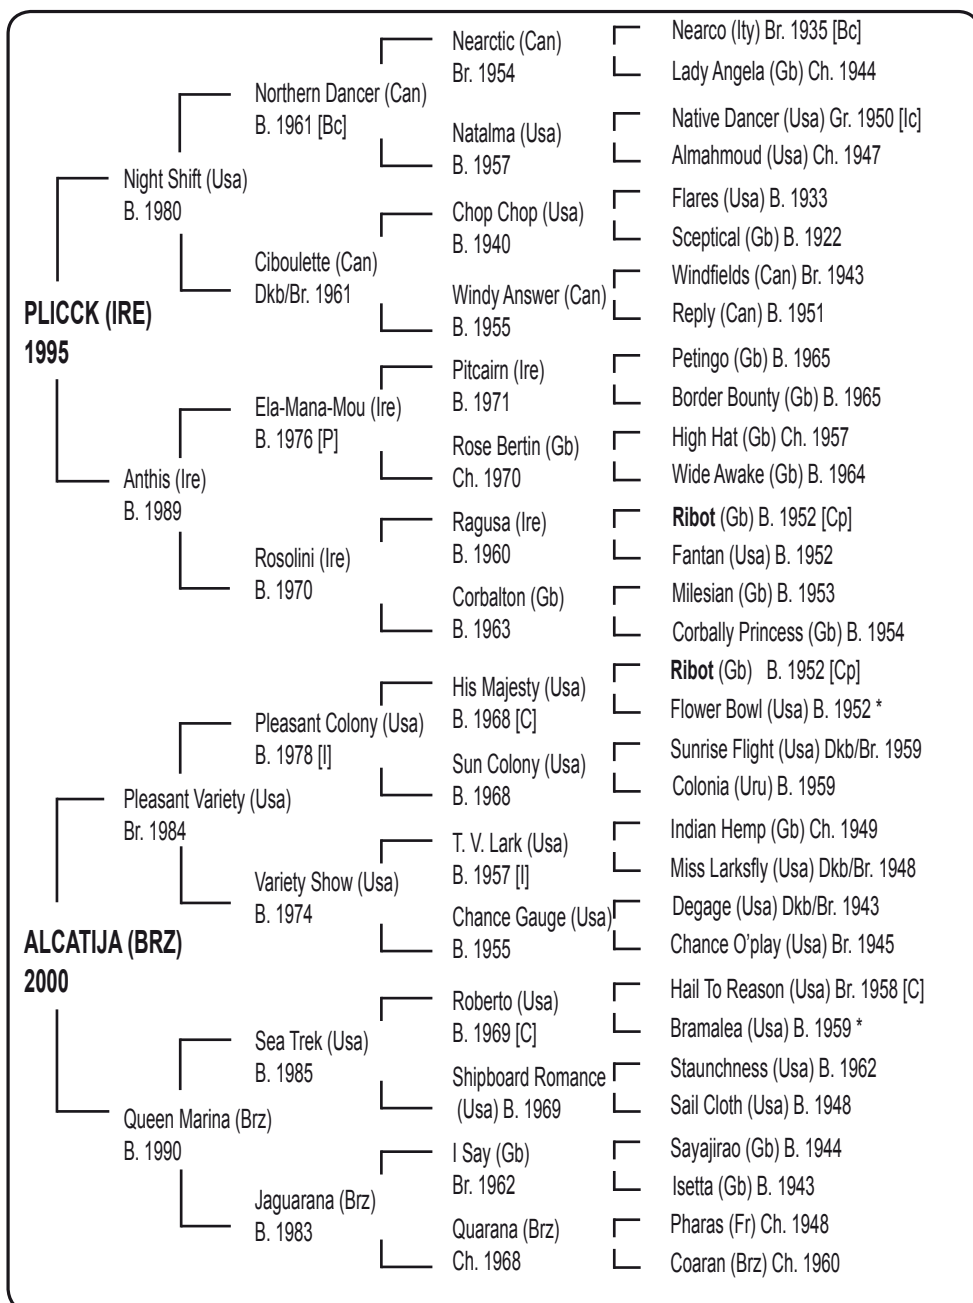 PLICCK (IRE)
1995
Night Shift (Usa)
B. 1980
Northern Dancer (Can)
B. 1961 [Bc]
Nearctic (Can)
Br. 1954
Nearco (Ity) Br. 1935 [Bc]
Lady Angela (Gb) Ch. 1944
Natalma (Usa)
B. 1957
Native Dancer (Usa) Gr. 1950 [Ic]
Almahmoud (Usa) Ch. 1947
Ciboulette (Can)
Dkb/Br. 1961
Chop Chop (Usa)
B. 1940
Flares (Usa) B. 1933
Sceptical (Gb) B. 1922
Windy Answer (Can)
B. 1955
Windfields (Can) Br. 1943
Reply (Can) B. 1951
Anthis (Ire)
B. 1989
Ela-Mana-Mou (Ire)
B. 1976 [P]
Pitcairn (Ire)
B. 1971
Petingo (Gb) B. 1965
Border Bounty (Gb) B. 1965
Rose Bertin (Gb)
Ch. 1970
High Hat (Gb) Ch. 1957
Wide Awake (Gb) B. 1964
Rosolini (Ire)
B. 1970
Ragusa (Ire)
B. 1960
Ribot (Gb) B. 1952 [Cp]
Fantan (Usa) B. 1952
Corbalton (Gb)
B. 1963
Milesian (Gb) B. 1953
Corbally Princess (Gb) B. 1954
ALCATIJA (BRZ)
2000
Pleasant Variety (Usa)
Br. 1984
Pleasant Colony (Usa)
B. 1978 [I]
His Majesty (Usa)
B. 1968 [C]
Ribot (Gb) B. 1952 [Cp]
Flower Bowl (Usa) B. 1952 *
Sun Colony (Usa)
B. 1968
Sunrise Flight (Usa) Dkb/Br. 1959
Colonia (Uru) B. 1959
Variety Show (Usa)
B. 1974
T. V. Lark (Usa)
B. 1957 [I]
Indian Hemp (Gb) Ch. 1949
Miss Larksfly (Usa) Dkb/Br. 1948
Chance Gauge (Usa)
B. 1955
Degage (Usa) Dkb/Br. 1943
Chance O'play (Usa) Br. 1945
Queen Marina (Brz)
B. 1990
Sea Trek (Usa)
B. 1985
Roberto (Usa)
B. 1969 [C]
Hail To Reason (Usa) Br. 1958 [C]
Bramalea (Usa) B. 1959 *
Shipboard Romance
(Usa) B. 1969
Staunchness (Usa) B. 1962
Sail Cloth (Usa) B. 1948
Jaguarana (Brz)
B. 1983
I Say (Gb)
Br. 1962
Sayajirao (Gb) B. 1944
Isetta (Gb) B. 1943
Quarana (Brz)
Ch. 1968
Pharas (Fr) Ch. 1948
Coaran (Brz) Ch. 1960